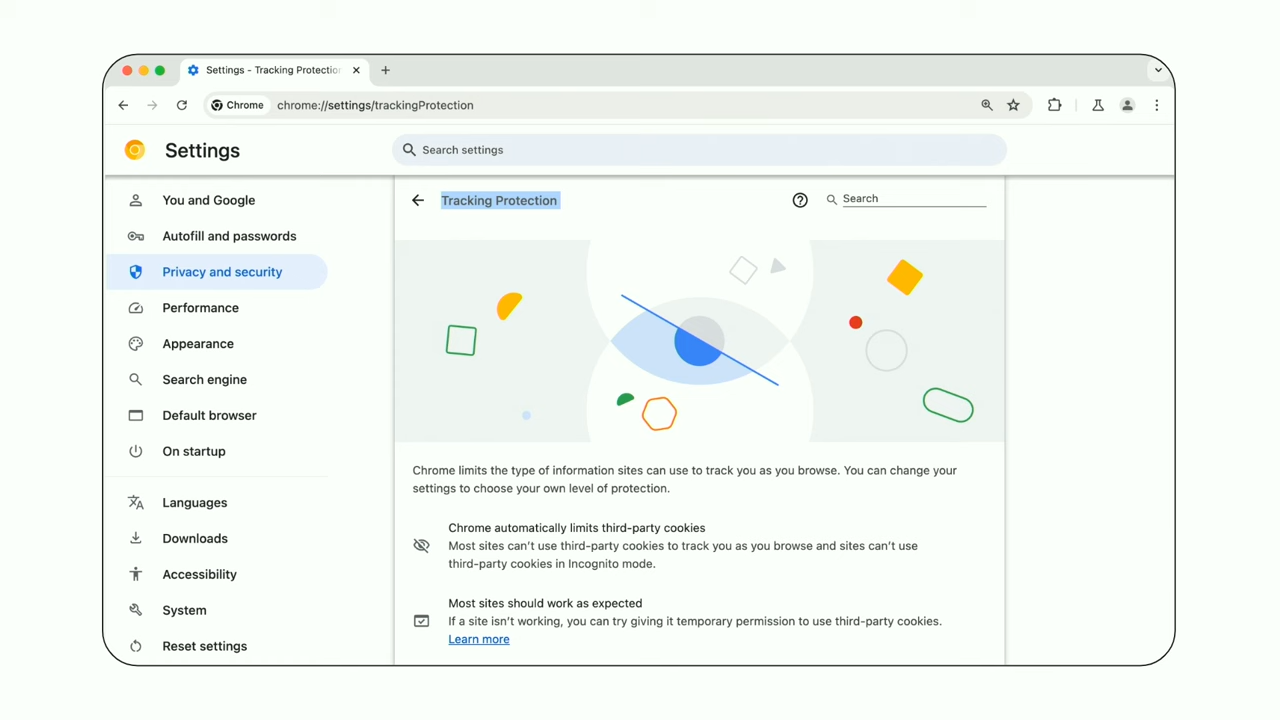 Settings - Tracking Protection
Chrome
chrome://settings/trackingProtection
Settings
Search settings
You and Google
Autofill and passwords
Privacy and security
Performance
Appearance
Search engine
Default browser
On startup
Languages
Downloads
Accessibility
System
Reset settings
Tracking Protection
Search
Chrome limits the type of information sites can use to track you as you browse. You can change your
settings to choose your own level of protection.
Chrome automatically limits third-party cookies
Most sites can't use third-party cookies to track you as you browse and sites can't use
third-party cookies in Incognito mode.
Most sites should work as expected
If a site isn't working, you can try giving it temporary permission to use third-party cookies.
Learn more